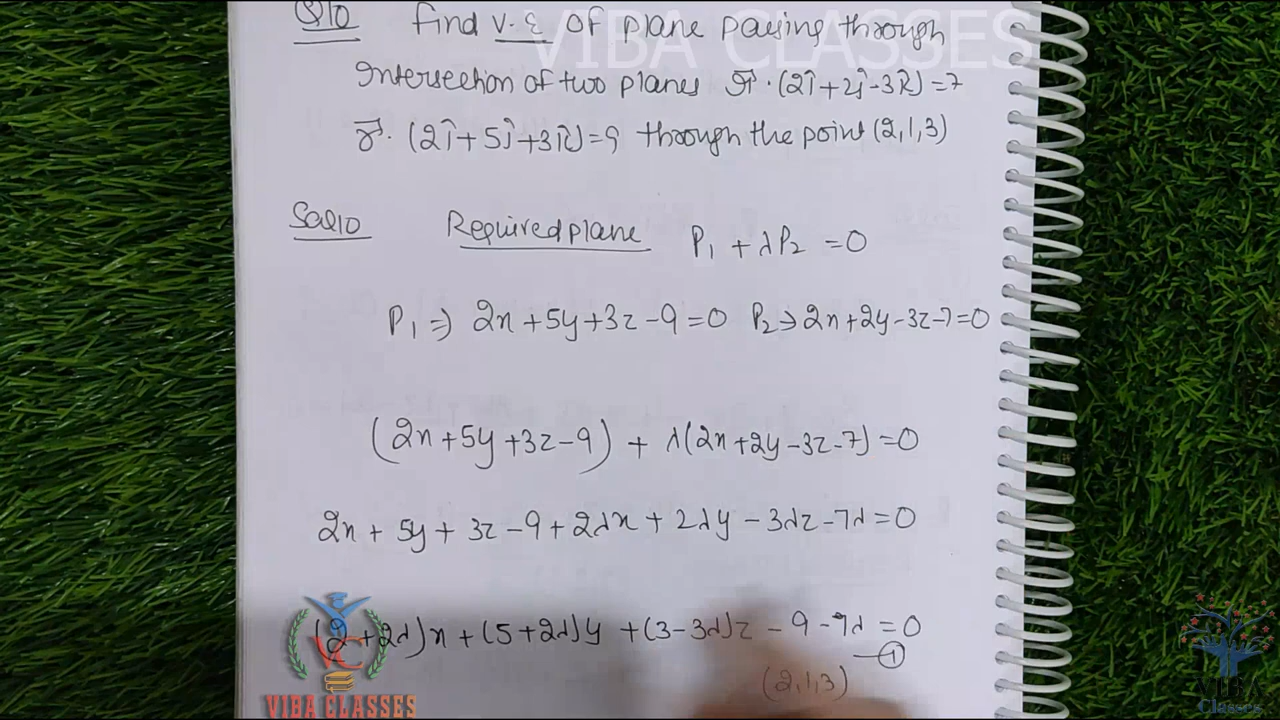 Q10 Find V.E of plane passing through
Intersection of two planes r⃗·(2î+2ĵ-3k̂)=7
r⃗·(2î+5ĵ+3k̂)=9 through the point (2,1,3)
Sol10 Required plane P₁ + λP₂ = 0
P₁ ⇒ 2x+5y+3z-9=0 P₂⇒2x+2y-3z-7=0
(2x+5y+3z-9) + λ(2x+2y-3z-7)=0
2x + 5y + 3z - 9 + 2λx + 2λy - 3λz - 7λ = 0
(2+2λ)x + (5+2λ)y + (3-3λ)z - 9 - 7λ = 0
—①
(2,1,3)
VIBA CLASSES
VC
VIBA CLASSES
VIBA
Classes